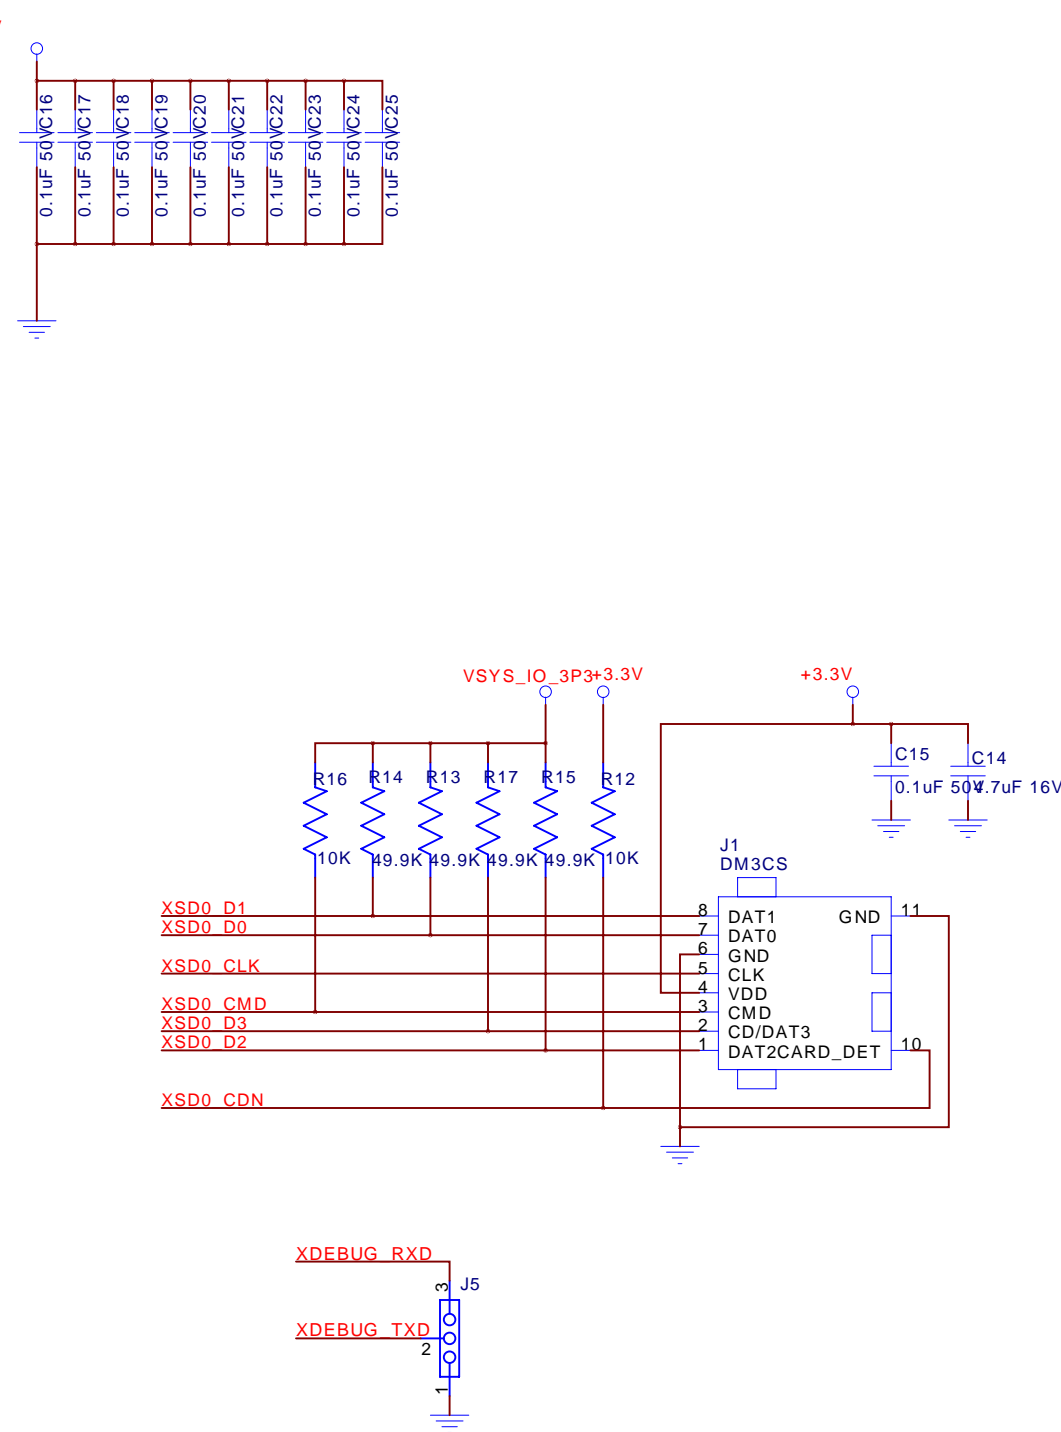 C16
0.1uF 50V
C17
0.1uF 50V
C18
0.1uF 50V
C19
0.1uF 50V
C20
0.1uF 50V
C21
0.1uF 50V
C22
0.1uF 50V
C23
0.1uF 50V
C24
0.1uF 50V
C25
0.1uF 50V
VSYS_IO_3P3
+3.3V
+3.3V
R16
R14
R13
R17
R15
R12
10K
49.9K
49.9K
49.9K
49.9K
10K
C15
0.1uF 50V
C14
4.7uF 16V
J1
DM3CS
XSD0_D1
XSD0_D0
XSD0_CLK
XSD0_CMD
XSD0_D3
XSD0_D2
XSD0_CDN
8 DAT1
7 DAT0
6 GND
5 CLK
4 VDD
3 CMD
2 CD/DAT3
1 DAT2
GND 11
CARD_DET 10
XDEBUG_RXD
XDEBUG_TXD
J5
3
2
1